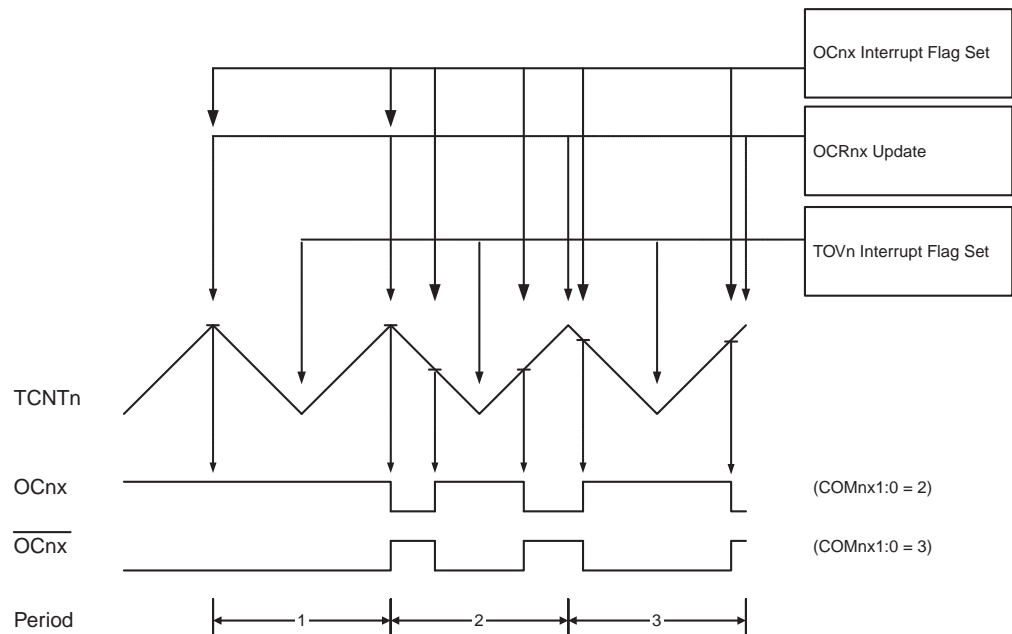 OCnx Interrupt Flag Set
OCRnx Update
TOVn Interrupt Flag Set
TCNTn
OCnx
(COMnx1:0 = 2)
OCnx
(COMnx1:0 = 3)
Period
1
2
3